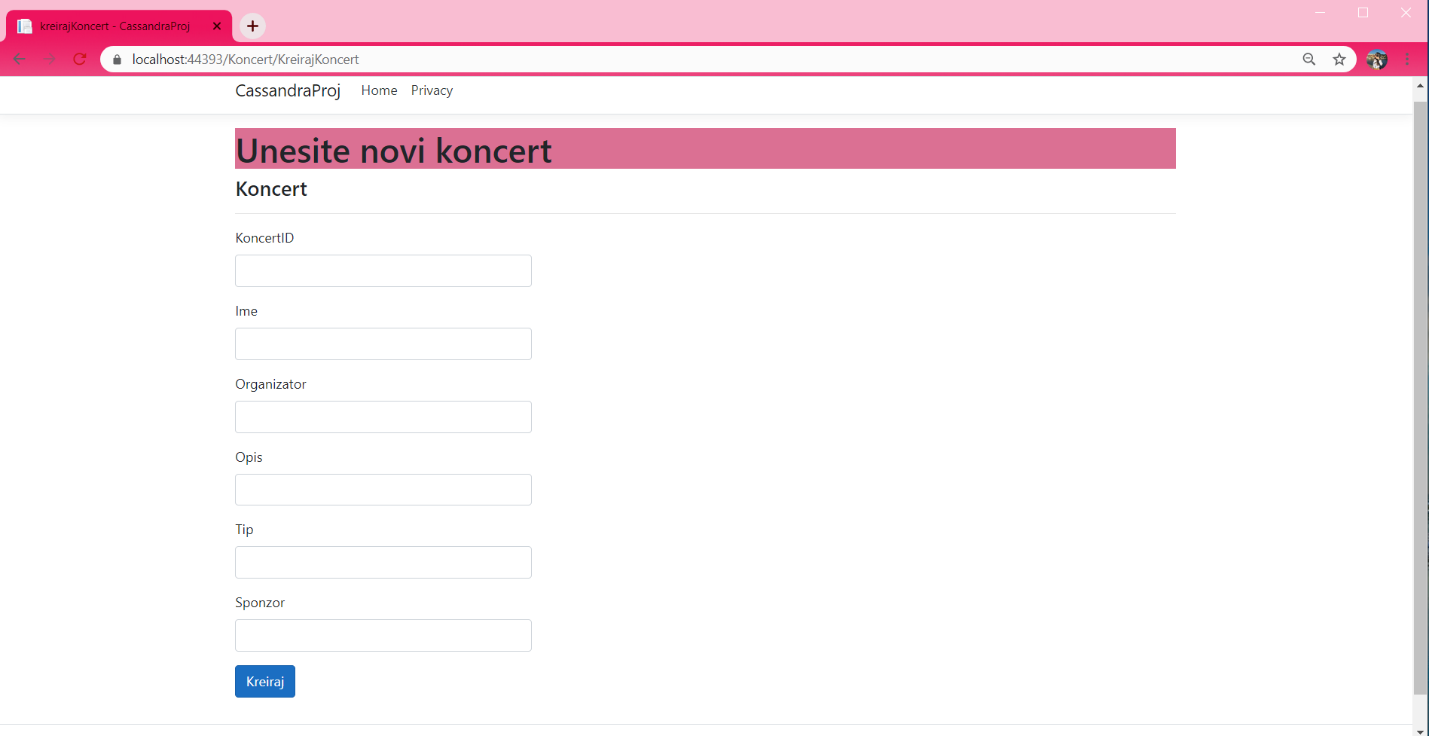 kreirajKoncert - CassandraProj
localhost:44393/Koncert/KreirajKoncert
CassandraProj Home Privacy
Unesite novi koncert
Koncert
KoncertID
Ime
Organizator
Opis
Tip
Sponzor
Kreiraj